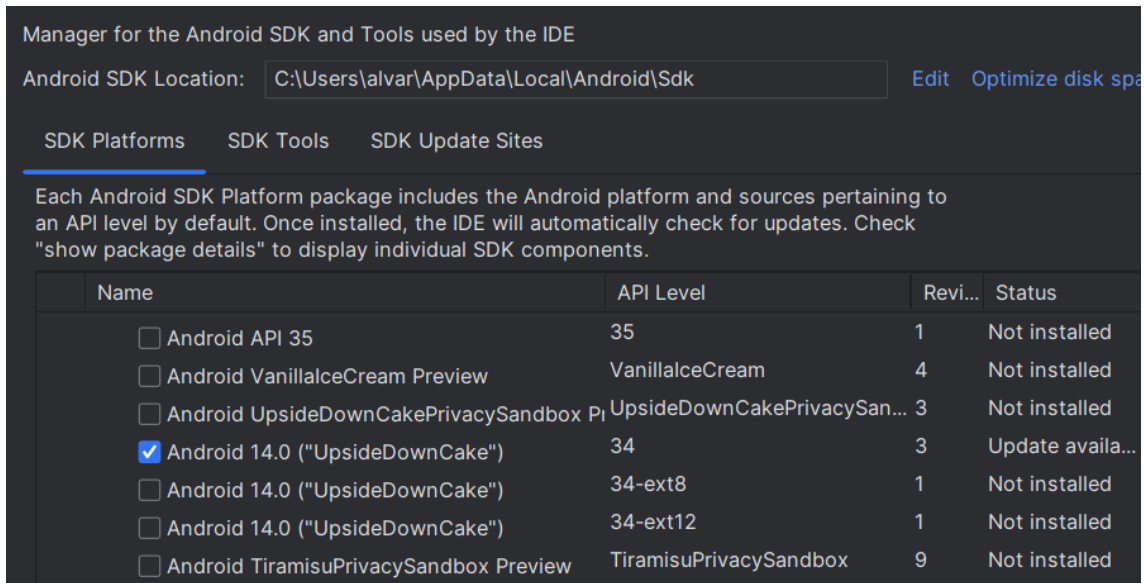 Manager for the Android SDK and Tools used by the IDE
Android SDK Location: C:\Users\alvar\AppData\Local\Android\Sdk Edit Optimize disk spa
SDK Platforms SDK Tools SDK Update Sites
Each Android SDK Platform package includes the Android platform and sources pertaining to
an API level by default. Once installed, the IDE will automatically check for updates. Check
"show package details" to display individual SDK components.
Name API Level Revi... Status
Android API 35 35 1 Not installed
Android VanillaIceCream Preview VanillaIceCream 4 Not installed
Android UpsideDownCakePrivacySandbox Pr UpsideDownCakePrivacySan... 3 Not installed
Android 14.0 ("UpsideDownCake") 34 3 Update availa...
Android 14.0 ("UpsideDownCake") 34-ext8 1 Not installed
Android 14.0 ("UpsideDownCake") 34-ext12 1 Not installed
Android TiramisuPrivacySandbox Preview TiramisuPrivacySandbox 9 Not installed